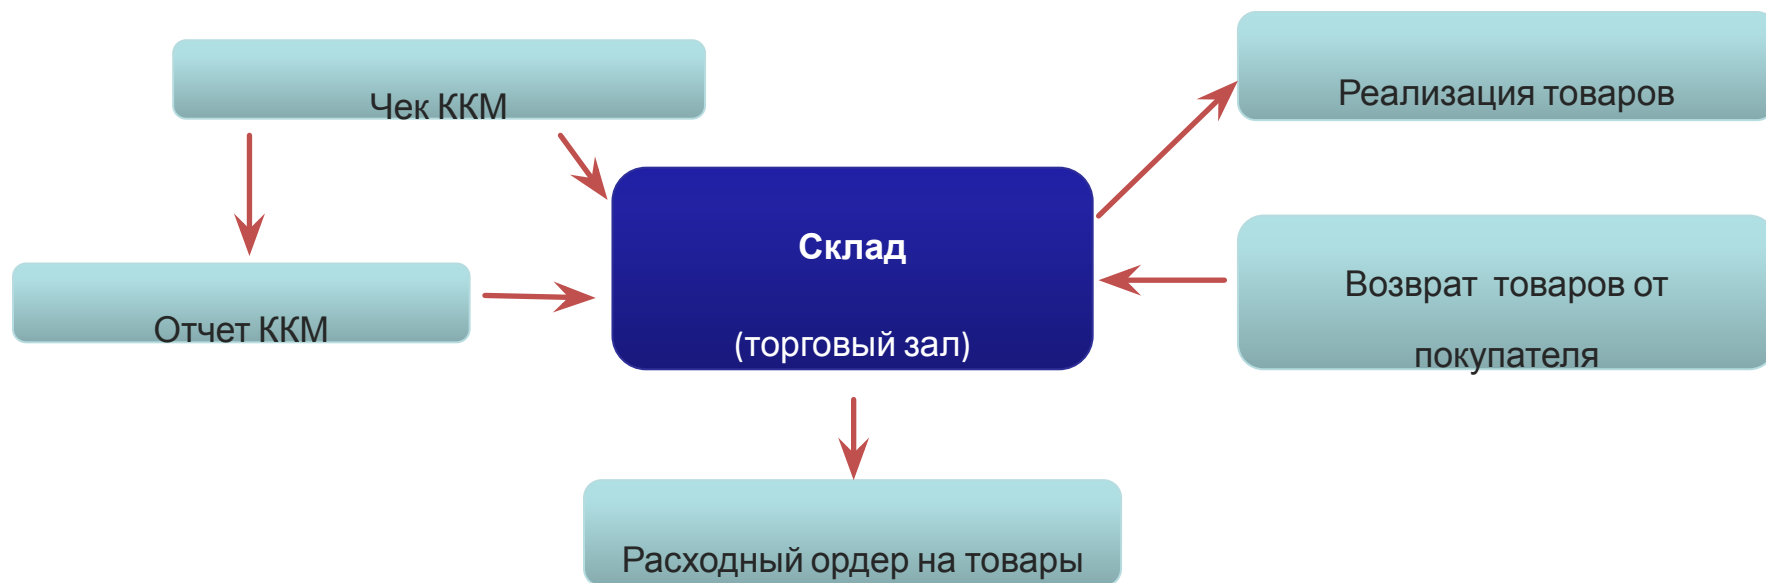 Чек ККМ
Реализация товаров
Склад
(торговый зал)
Отчет ККМ
Возврат товаров от
покупателя
Расходный ордер на товары